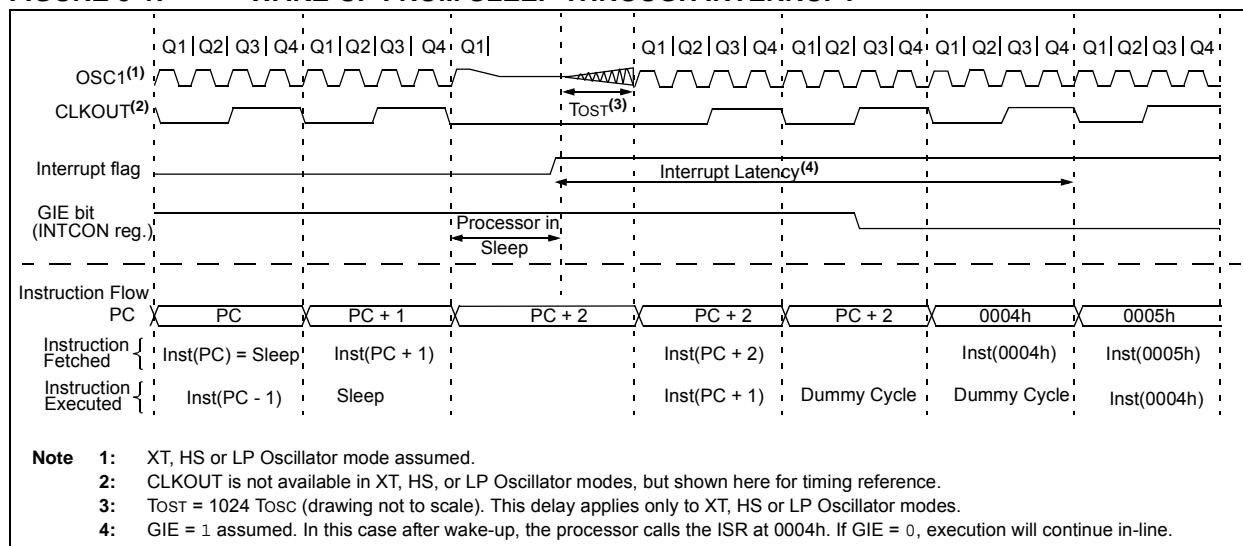 Q1 Q2 Q3 Q4 Q1 Q2 Q3 Q4 Q1 Q1 Q2 Q3 Q4 Q1 Q2 Q3 Q4 Q1 Q2 Q3 Q4 Q1 Q2 Q3 Q4
OSC1(1)
TOST(3)
CLKOUT(2)
Interrupt flag
Interrupt Latency(4)
GIE bit
(INTCON reg.)
Processor in
Sleep
Instruction Flow
PC PC PC + 1 PC + 2 PC + 2 PC + 2 0004h 0005h
Instruction
Fetched { Inst(PC) = Sleep Inst(PC + 1) Inst(PC + 2) Inst(0004h) Inst(0005h)
Instruction
Executed { Inst(PC - 1) Sleep Inst(PC + 1) Dummy Cycle Dummy Cycle Inst(0004h)
Note 1: XT, HS or LP Oscillator mode assumed.
2: CLKOUT is not available in XT, HS, or LP Oscillator modes, but shown here for timing reference.
3: TOST = 1024 TOSC (drawing not to scale). This delay applies only to XT, HS or LP Oscillator modes.
4: GIE = 1 assumed. In this case after wake-up, the processor calls the ISR at 0004h. If GIE = 0, execution will continue in-line.